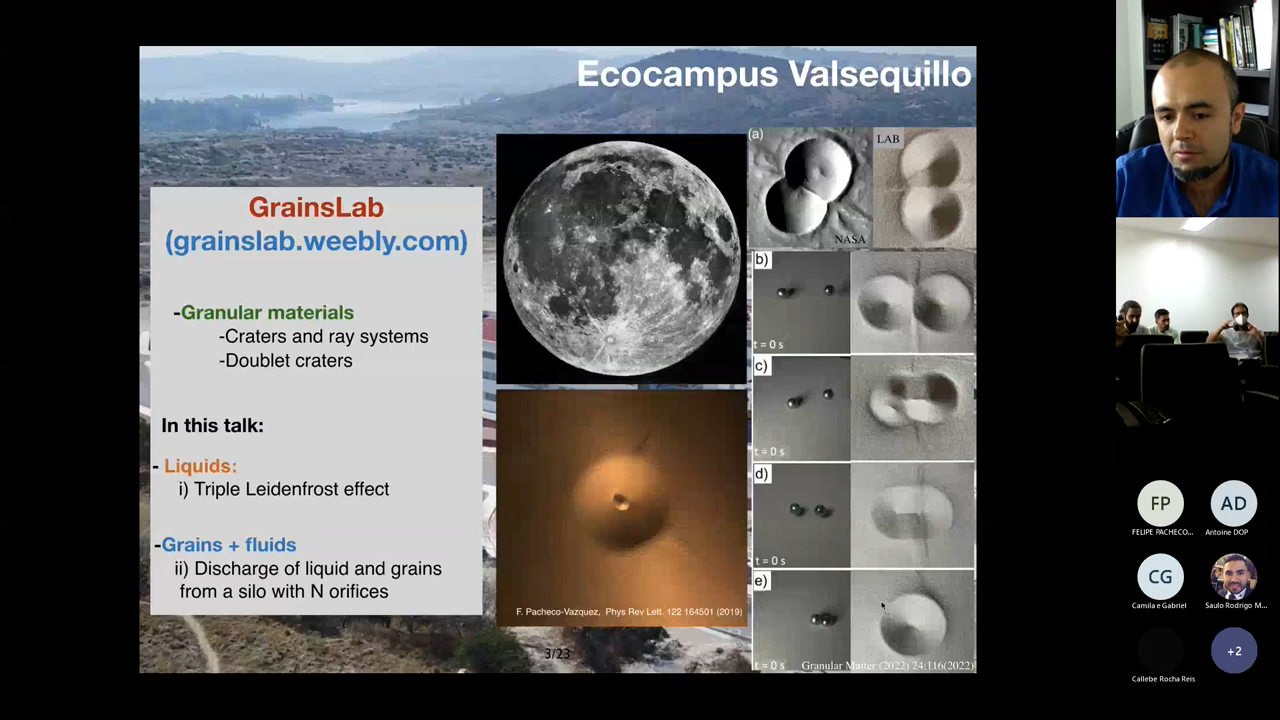 Ecocampus Valsequillo
GrainsLab
(grainslab.weebly.com)
-Granular materials
-Craters and ray systems
-Doublet craters
In this talk:
- Liquids:
i) Triple Leidenfrost effect
-Grains + fluids
ii) Discharge of liquid and grains
from a silo with N orifices
F. Pacheco-Vazquez, Phys Rev Lett. 122 164501 (2019)
3/23
(a)
NASA
LAB
b)
t = 0 s
c)
t = 0 s
d)
t = 0 s
e)
t = 0 s
Granular Matter (2022) 24:116(2022)
FP
FELIPE PACHECO...
AD
Antoine DOP
CG
Camila e Gabriel
Saulo Rodrigo M...
Callebe Rocha Reis
+2